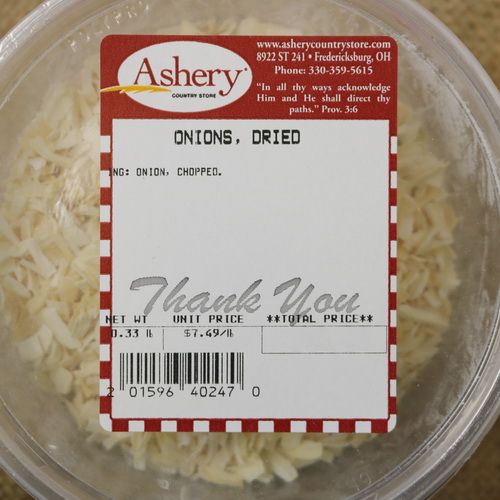 Ashery
COUNTRY STORE
www.asherycountrystore.com
8922 ST 241 • Fredericksburg, OH
Phone: 330-359-5615
"In all thy ways acknowledge
Him and He shall direct thy
paths." Prov. 3:6
ONIONS, DRIED
NG: ONION, CHOPPED.
Thank You
NET WT UNIT PRICE **TOTAL PRICE**
0.33 lb $7.49/lb
2 01596 40247 0